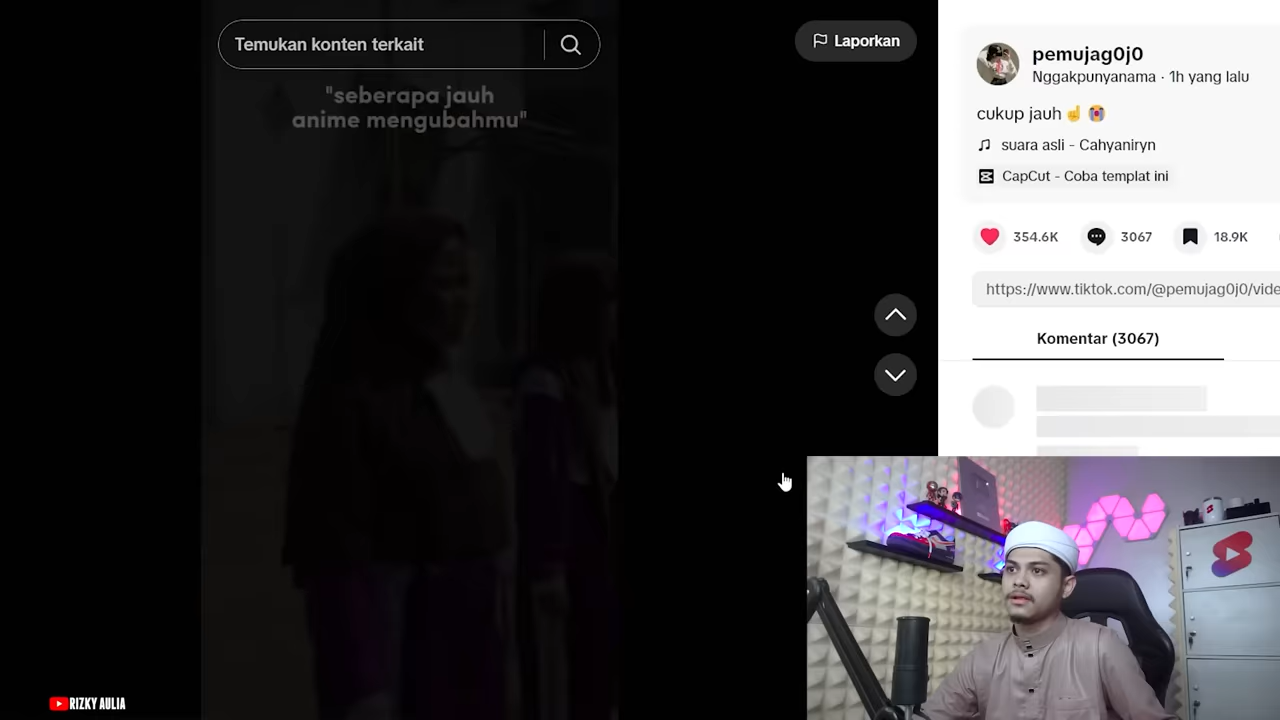 Temukan konten terkait
Laporkan
"seberapa jauh
anime mengubahmu"
pemujag0j0
Nggakpunyanama · 1h yang lalu
cukup jauh ☝️ 😭
suara asli - Cahyaniryn
CapCut - Coba templat ini
354.6K
3067
18.9K
https://www.tiktok.com/@pemujag0j0/vide
Komentar (3067)
RIZKY AULIA